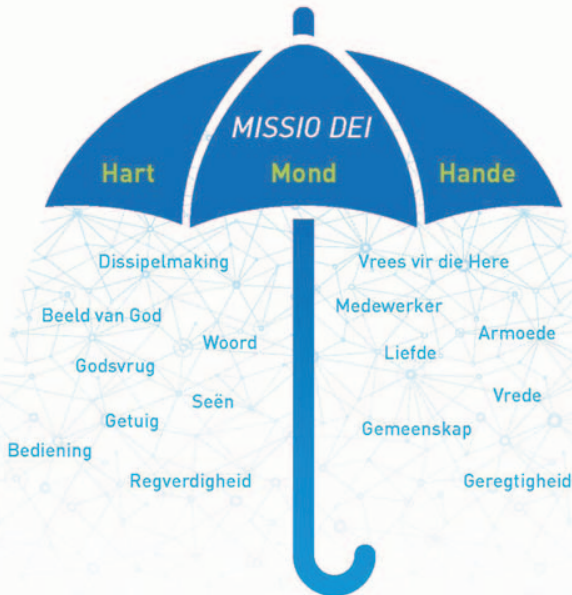 MISSIO DEI
Hart Mond Hande
Dissipelmaking
Vrees vir die Here
Beeld van God
Medewerker
Woord
Armoede
Godsvrug
Liefde
Seën
Vrede
Getuig
Gemeenskap
Bediening
Regverdigheid
Geregtigheid